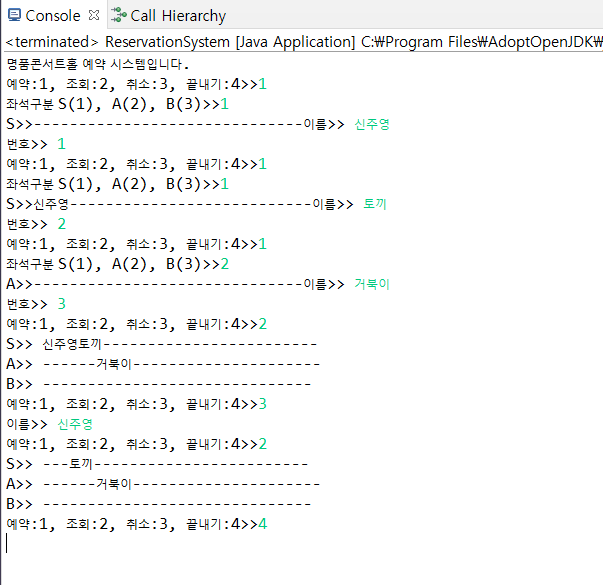 Console
Call Hierarchy
<terminated> ReservationSystem [Java Application] C:₩Program Files₩AdoptOpenJDK₩
명품콘서트홀 예약 시스템입니다.
예약:1, 조회:2, 취소:3, 끝내기:4>>1
좌석구분 S(1), A(2), B(3)>>1
S>>------------------------------이름>> 신주영
번호>> 1
예약:1, 조회:2, 취소:3, 끝내기:4>>1
좌석구분 S(1), A(2), B(3)>>1
S>>신주영---------------------------이름>> 토끼
번호>> 2
예약:1, 조회:2, 취소:3, 끝내기:4>>1
좌석구분 S(1), A(2), B(3)>>2
A>>------------------------------이름>> 거북이
번호>> 3
예약:1, 조회:2, 취소:3, 끝내기:4>>2
S>> 신주영토끼------------------------
A>> ------거북이---------------------
B>> ------------------------------
예약:1, 조회:2, 취소:3, 끝내기:4>>3
이름>> 신주영
예약:1, 조회:2, 취소:3, 끝내기:4>>2
S>> ---토끼------------------------
A>> ------거북이---------------------
B>> ------------------------------
예약:1, 조회:2, 취소:3, 끝내기:4>>4